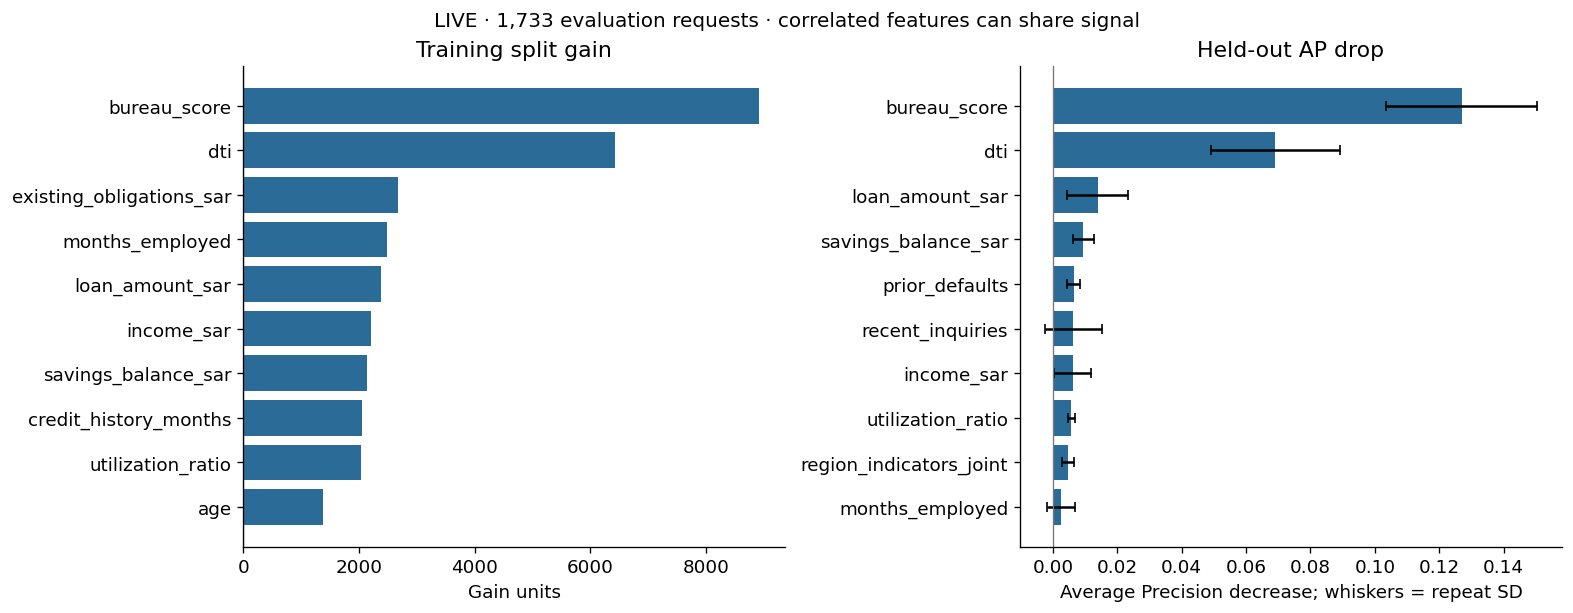 LIVE · 1,733 evaluation requests · correlated features can share signal
Training split gain
bureau_score
dti
existing_obligations_sar
months_employed
loan_amount_sar
income_sar
savings_balance_sar
credit_history_months
utilization_ratio
age
0 2000 4000 6000 8000
Gain units
Held-out AP drop
bureau_score
dti
loan_amount_sar
savings_balance_sar
prior_defaults
recent_inquiries
income_sar
utilization_ratio
region_indicators_joint
months_employed
0.00 0.02 0.04 0.06 0.08 0.10 0.12 0.14
Average Precision decrease; whiskers = repeat SD